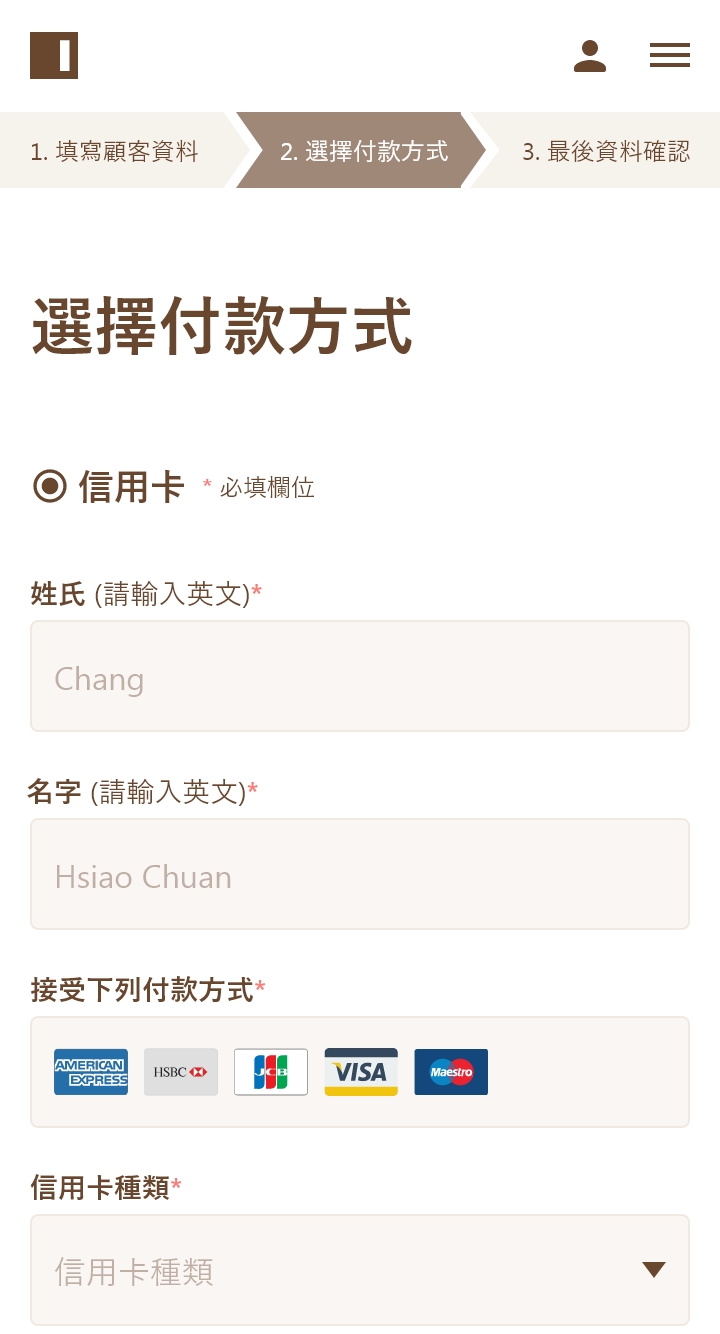 1. 填寫顧客資料
2. 選擇付款方式
3. 最後資料確認
選擇付款方式
信用卡 * 必填欄位
姓氏 (請輸入英文)*
Chang
名字 (請輸入英文)*
Hsiao Chuan
接受下列付款方式*
AMERICAN EXPRESS HSBC JCB VISA Maestro
信用卡種類*
信用卡種類